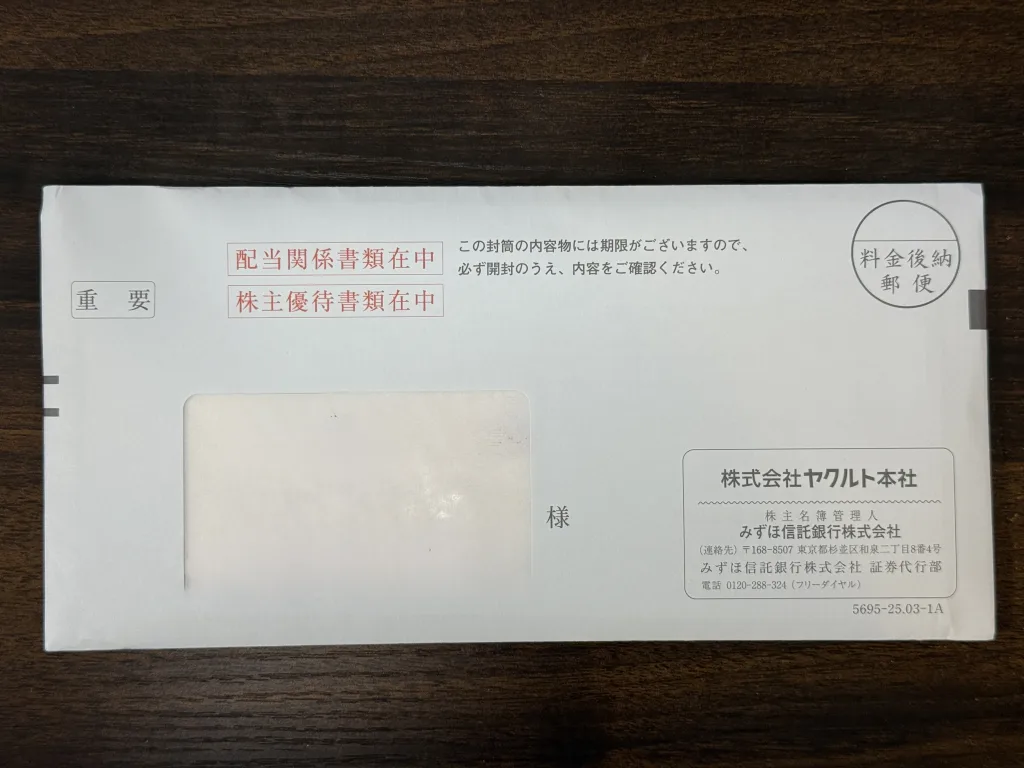 配当関係書類在中
株主優待書類在中
この封筒の内容物には期限がございますので、
必ず開封のうえ、内容をご確認ください。
料金後納
郵便
重要
様
株式会社ヤクルト本社
株主名簿管理人
みずほ信託銀行株式会社
(連絡先) 〒168-8507 東京都杉並区和泉二丁目8番4号
みずほ信託銀行株式会社 証券代行部
電話 0120-288-324 (フリーダイヤル)
5695-25.03-1A